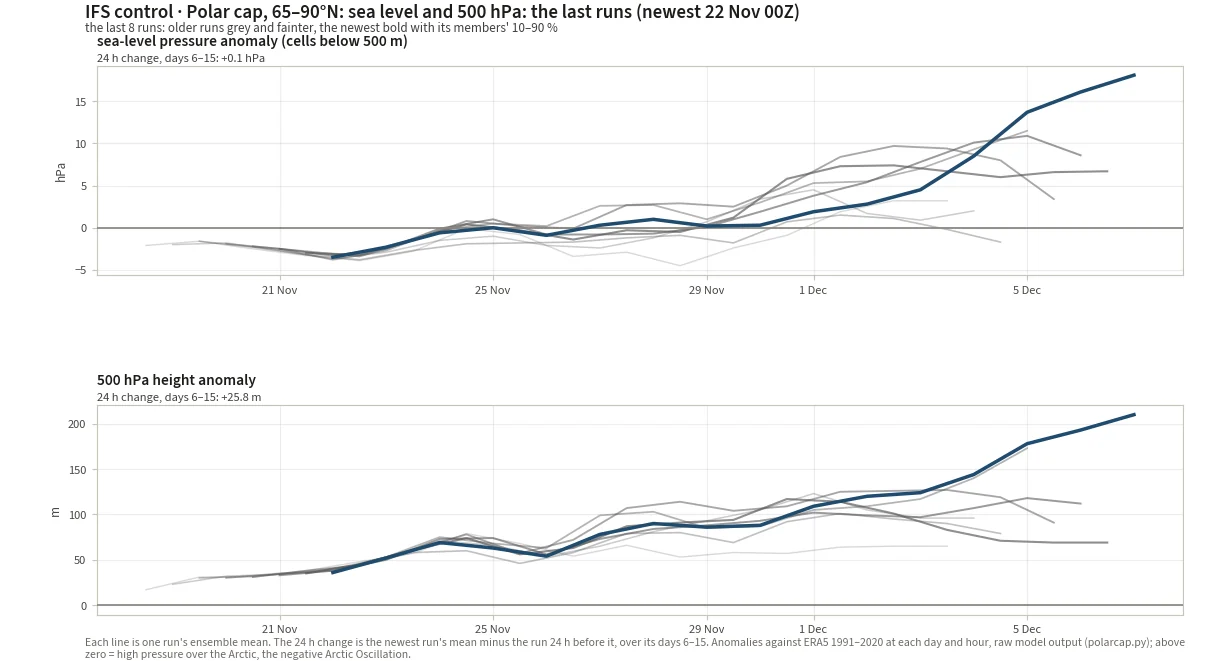 IFS control · Polar cap, 65–90°N: sea level and 500 hPa: the last runs (newest 22 Nov 00Z)
the last 8 runs: older runs grey and fainter, the newest bold with its members' 10–90 %
sea-level pressure anomaly (cells below 500 m)
24 h change, days 6–15: +0.1 hPa
15
10
5
0
−5
hPa
21 Nov
25 Nov
29 Nov
1 Dec
5 Dec
500 hPa height anomaly
24 h change, days 6–15: +25.8 m
200
150
100
50
0
m
21 Nov
25 Nov
29 Nov
1 Dec
5 Dec
Each line is one run's ensemble mean. The 24 h change is the newest run's mean minus the run 24 h before it, over its days 6–15. Anomalies against ERA5 1991–2020 at each day and hour, raw model output (polarcap.py); above
zero = high pressure over the Arctic, the negative Arctic Oscillation.